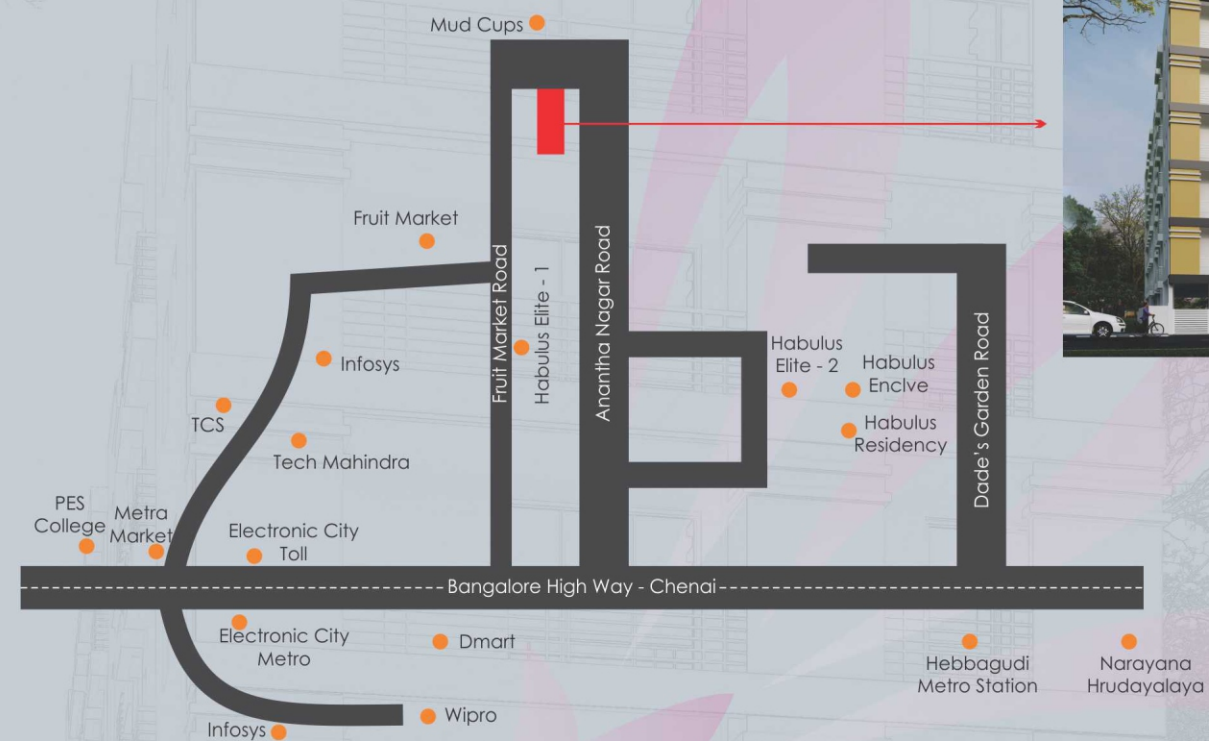 Mud Cups
Fruit Market
Fruit Market Road
Habulus Elite - 1
Anantha Nagar Road
Infosys
Habulus
Elite - 2
Habulus
Enclve
TCS
Habulus
Residency
Tech Mahindra
Dade's Garden Road
PES
College
Metra
Market
Electronic City
Toll
Bangalore High Way - Chenai
Electronic City
Metro
Dmart
Hebbagudi
Metro Station
Narayana
Hrudayalaya
Wipro
Infosys